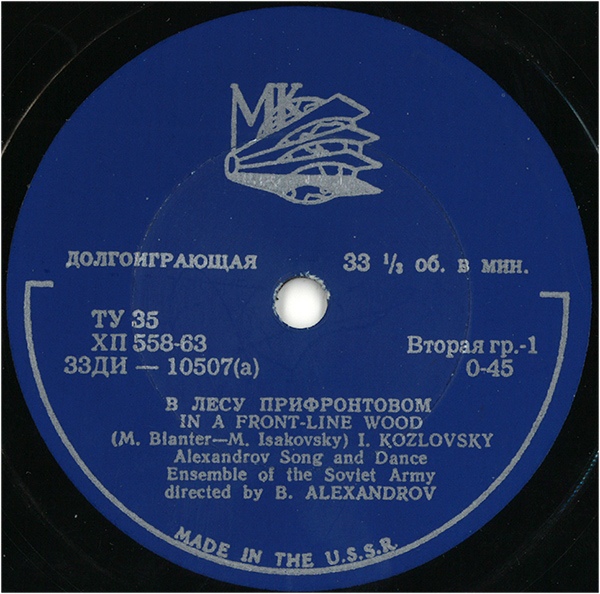 МК
ДОЛГОИГРАЮЩАЯ 33 1/3 об. в мин.
ТУ 35
ХП 558-63 Вторая гр.-1
33ДИ — 10507(а) 0-45
В ЛЕСУ ПРИФРОНТОВОМ
IN A FRONT-LINE WOOD
(M. Blanter—M. Isakovsky) I. KOZLOVSKY
Alexandrov Song and Dance
Ensemble of the Soviet Army
directed by B. ALEXANDROV
MADE IN THE U.S.S.R